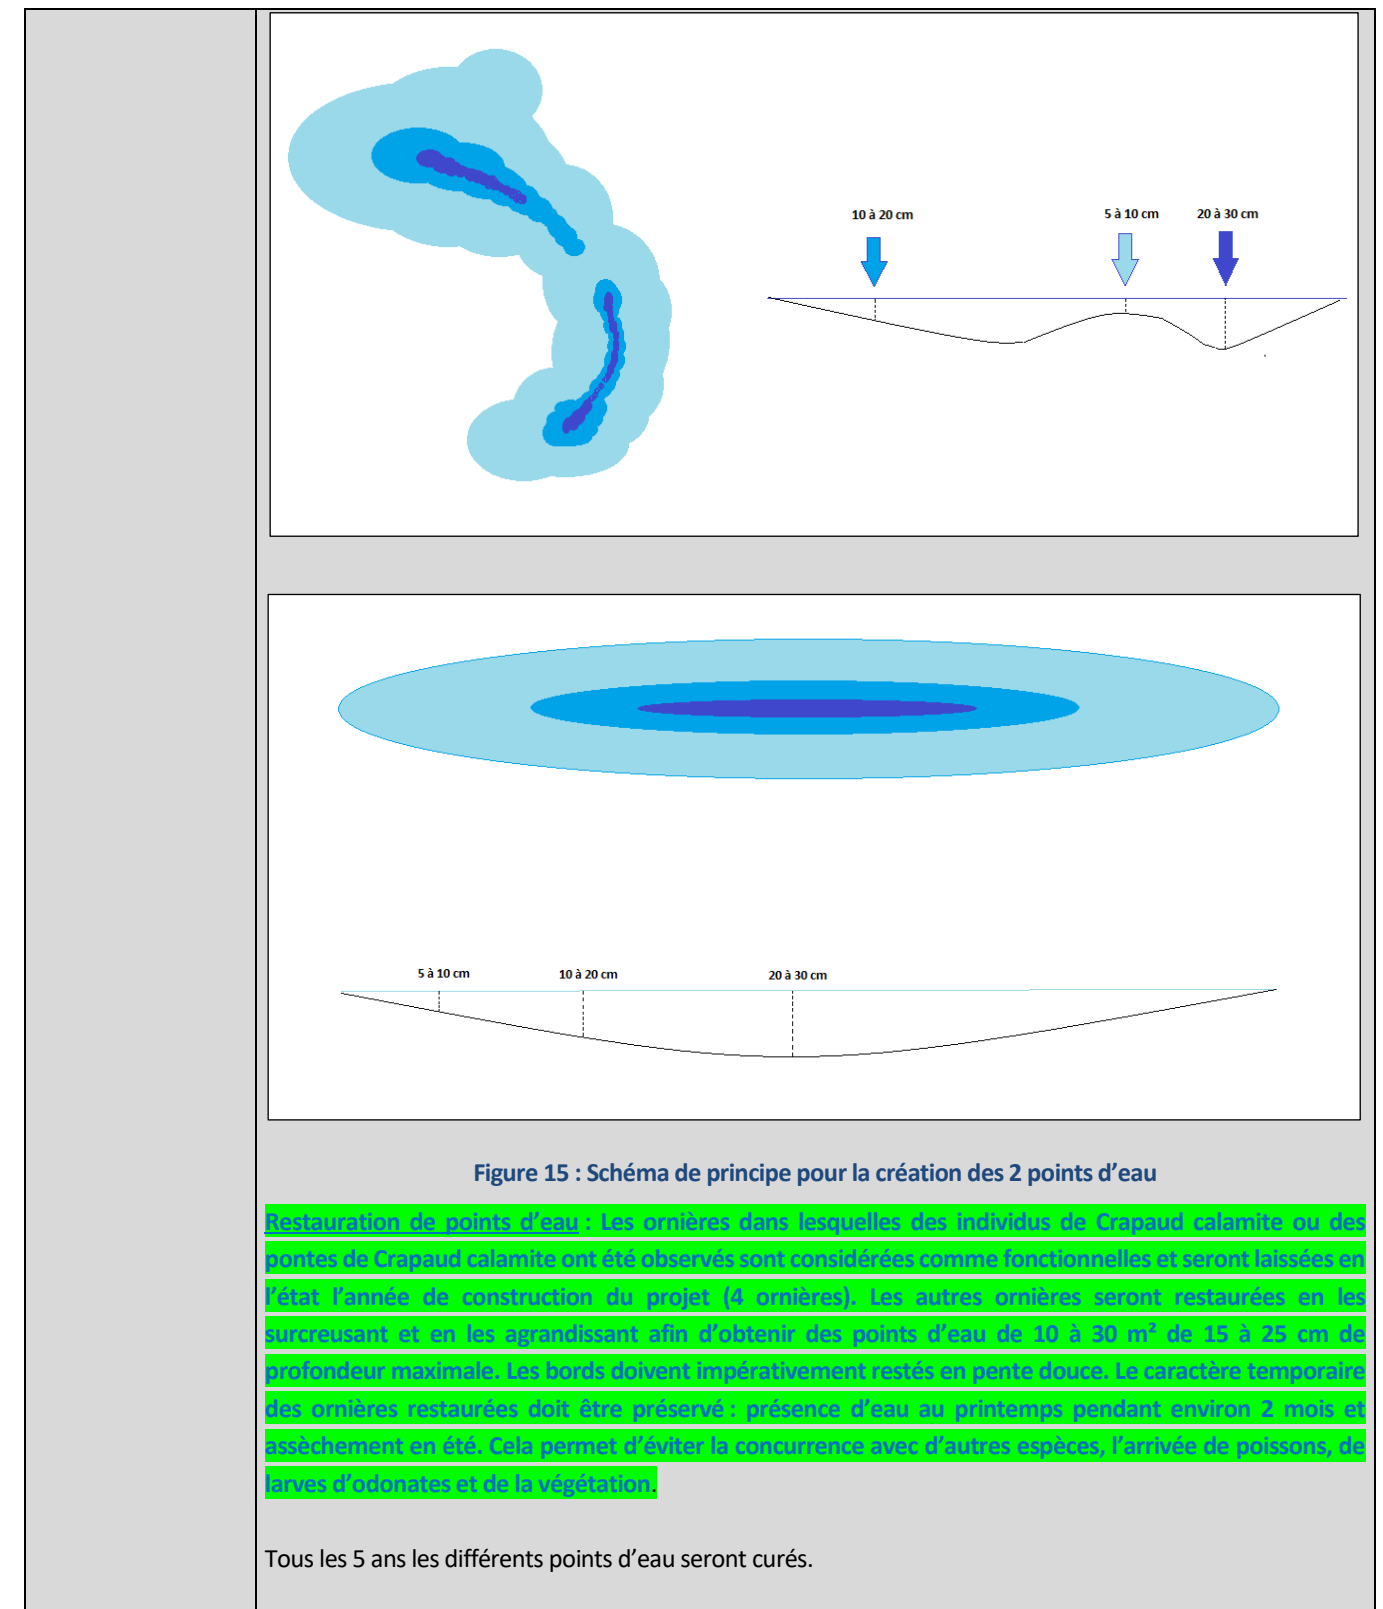 10 à 20 cm 5 à 10 cm 20 à 30 cm
5 à 10 cm 10 à 20 cm 20 à 30 cm
Figure 15 : Schéma de principe pour la création des 2 points d’eau
Restauration de points d’eau : Les ornières dans lesquelles des individus de Crapaud calamite ou des
pontes de Crapaud calamite ont été observés sont considérées comme fonctionnelles et seront laissées en
l’état l’année de construction du projet (4 ornières). Les autres ornières seront restaurées en les
surcreusant et en les agrandissant afin d’obtenir des points d’eau de 10 à 30 m² de 15 à 25 cm de
profondeur maximale. Les bords doivent impérativement restés en pente douce. Le caractère temporaire
des ornières restaurées doit être préservé : présence d’eau au printemps pendant environ 2 mois et
assèchement en été. Cela permet d’éviter la concurrence avec d’autres espèces, l’arrivée de poissons, de
larves d’odonates et de la végétation.
Tous les 5 ans les différents points d’eau seront curés.